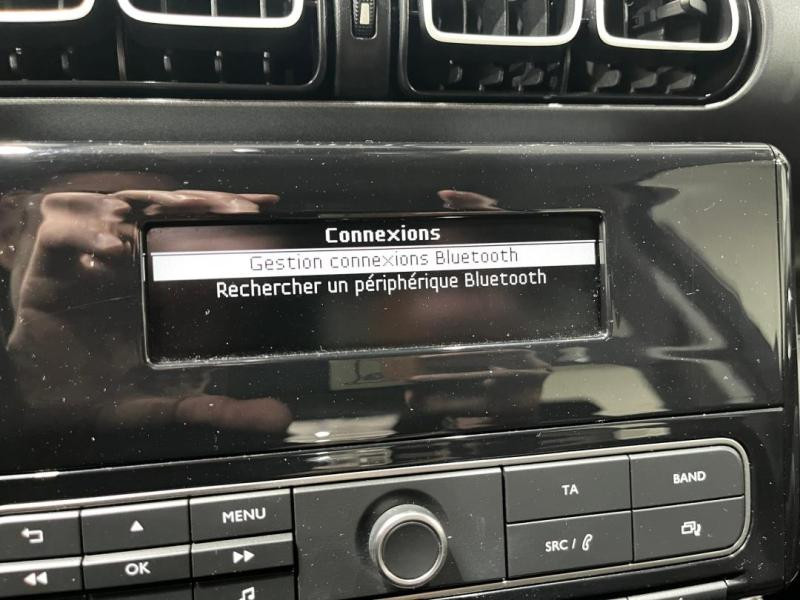 Connexions
Gestion connexions Bluetooth
Rechercher un périphérique Bluetooth
MENU
OK
TA
BAND
SRC /